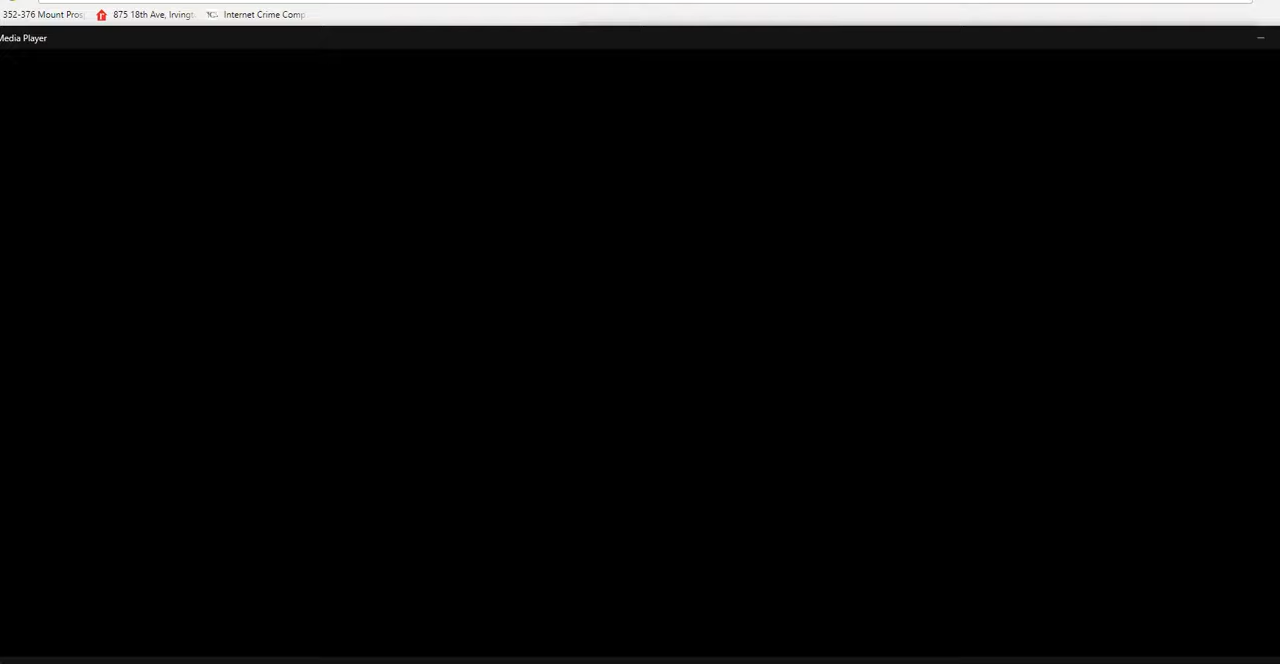 352-376 Mount Pros 875 18th Ave, Irvingt Internet Crime Comp
Media Player